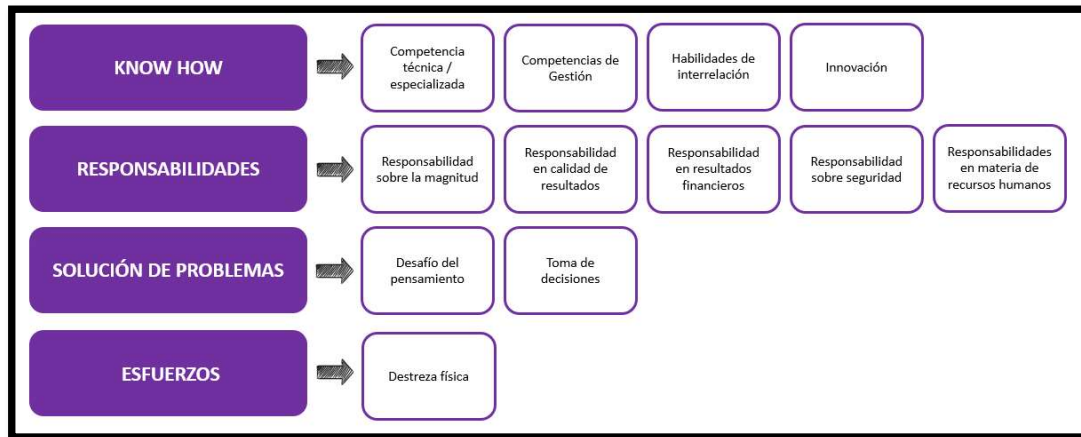 KNOW HOW
Competencia
técnica /
especializada
Competencias de
Gestión
Habilidades de
interrelación
Innovación
RESPONSABILIDADES
Responsabilidad
sobre la magnitud
Responsabilidad
en calidad de
resultados
Responsabilidad
en resultados
financieros
Responsabilidad
sobre seguridad
Responsabilidades
en materia de
recursos humanos
SOLUCIÓN DE PROBLEMAS
Desafío del
pensamiento
Toma de
decisiones
ESFUERZOS
Destreza física